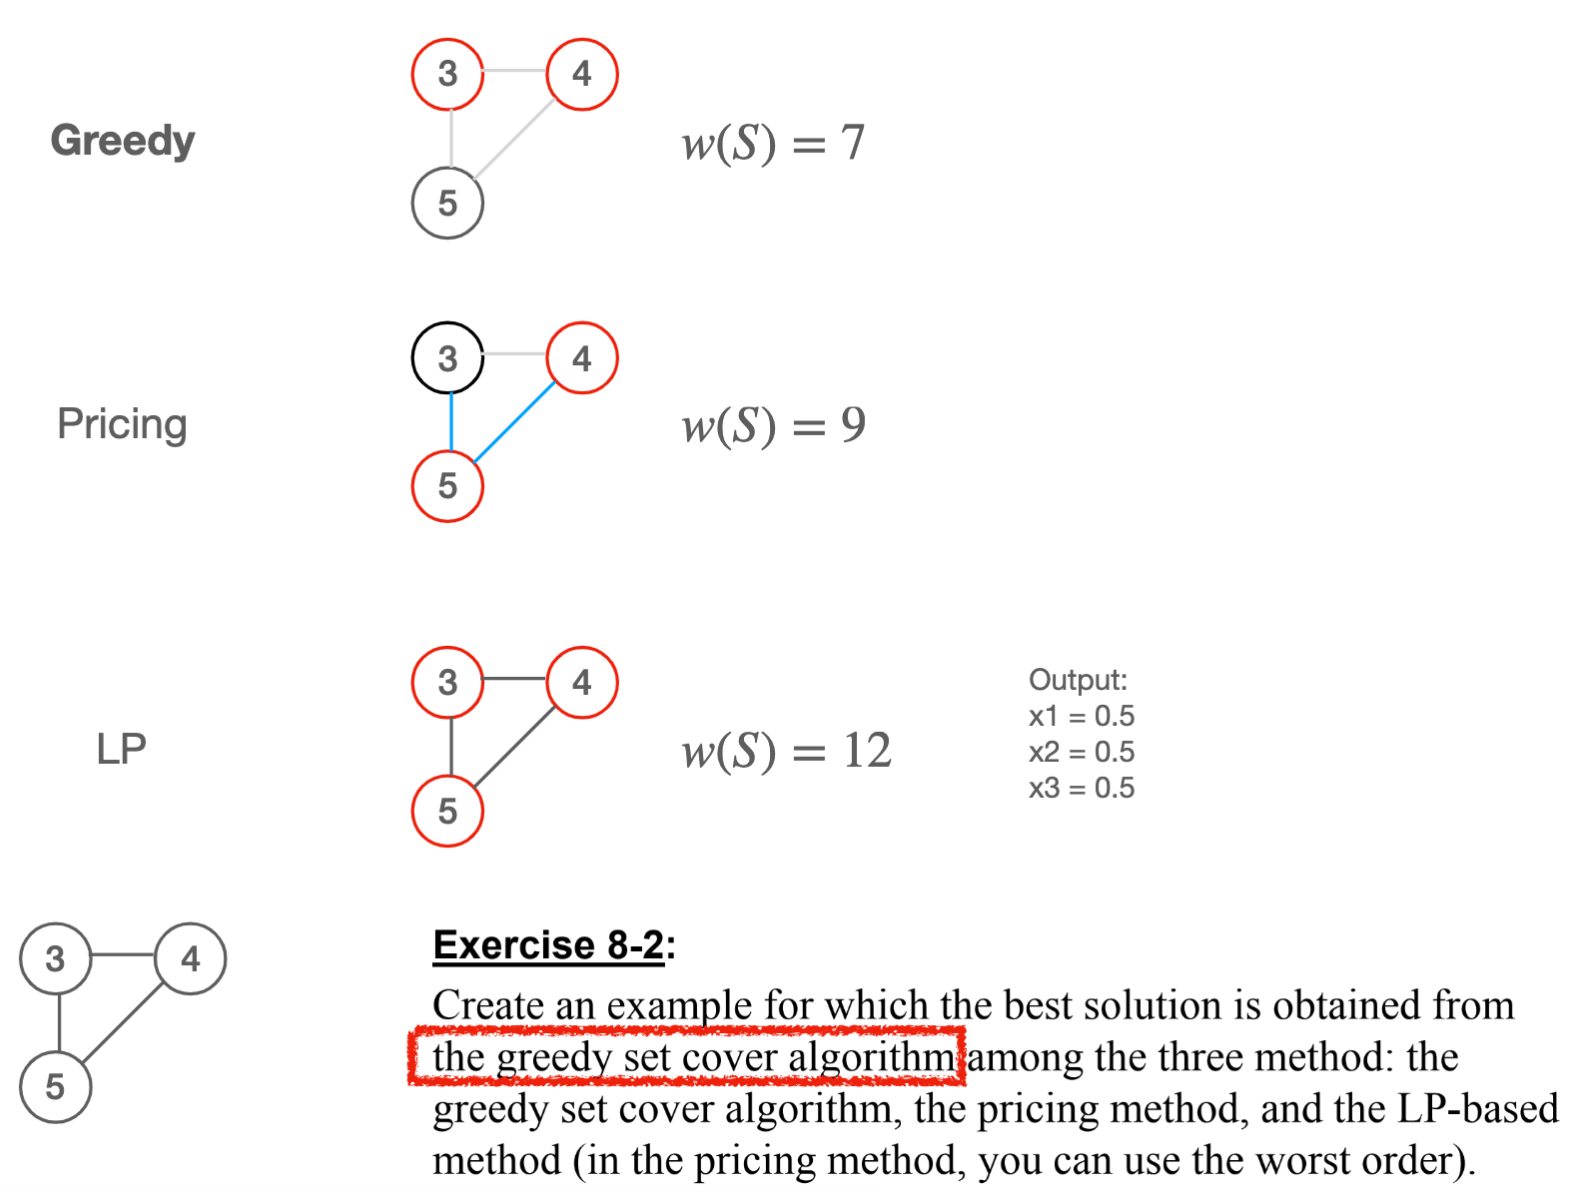 3 4
Greedy w(S) = 7
5
3 4
Pricing w(S) = 9
5
3 4
LP w(S) = 12
5
Output:
x1 = 0.5
x2 = 0.5
x3 = 0.5
3 4
5
Exercise 8-2:
Create an example for which the best solution is obtained from
the greedy set cover algorithm among the three method: the
greedy set cover algorithm, the pricing method, and the LP-based
method (in the pricing method, you can use the worst order).